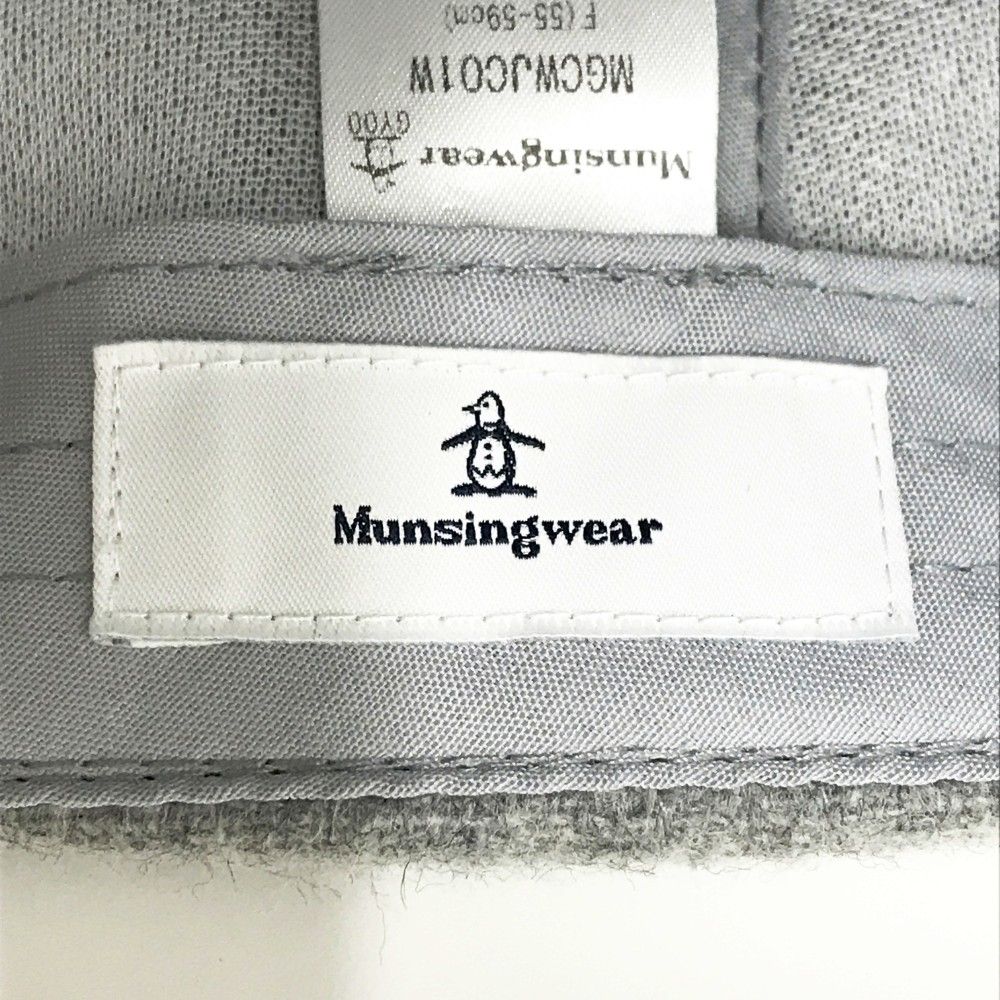 Munsingwear
GY00
MGCWJC01W
F(55-59cm)
Munsingwear